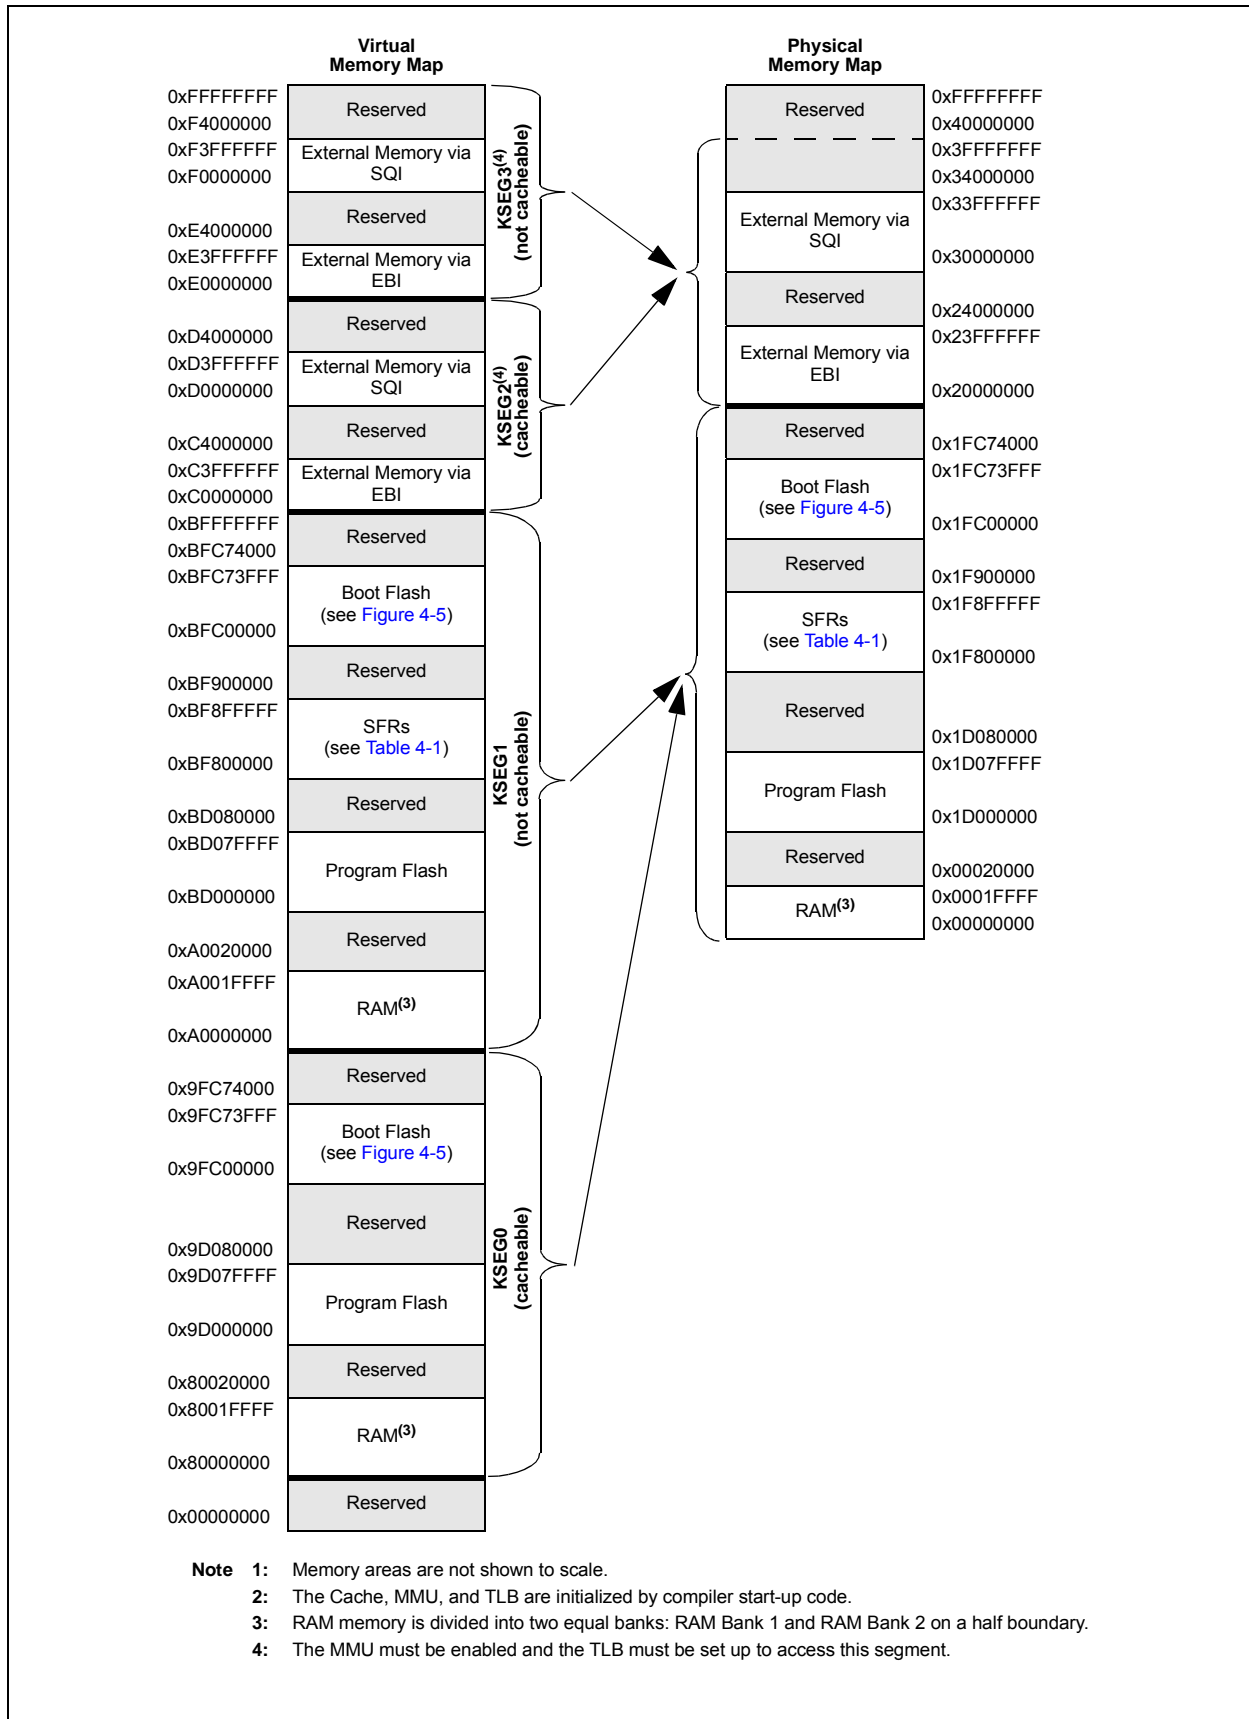 Virtual
Memory Map
0xFFFFFFFF
Reserved
0xF4000000
0xF3FFFFFF
External Memory via
SQI
0xF0000000
Reserved
0xE4000000
0xE3FFFFFF
External Memory via
EBI
0xE0000000
KSEG3(4)
(not cacheable)
Reserved
0xD4000000
0xD3FFFFFF
External Memory via
SQI
0xD0000000
Reserved
0xC4000000
0xC3FFFFFF
External Memory via
EBI
0xC0000000
KSEG2(4)
(cacheable)
0xBFFFFFFF
Reserved
0xBFC74000
0xBFC73FFF
Boot Flash
(see Figure 4-5)
0xBFC00000
Reserved
0xBF900000
0xBF8FFFFF
SFRs
(see Table 4-1)
0xBF800000
Reserved
0xBD080000
0xBD07FFFF
Program Flash
0xBD000000
Reserved
0xA0020000
0xA001FFFF
RAM(3)
0xA0000000
KSEG1
(not cacheable)
Reserved
0x9FC74000
0x9FC73FFF
Boot Flash
(see Figure 4-5)
0x9FC00000
Reserved
0x9D080000
0x9D07FFFF
Program Flash
0x9D000000
Reserved
0x80020000
0x8001FFFF
RAM(3)
0x80000000
KSEG0
(cacheable)
Reserved
0x00000000
Physical
Memory Map
0xFFFFFFFF
Reserved
0x40000000
0x3FFFFFFF
0x34000000
0x33FFFFFF
External Memory via
SQI
0x30000000
Reserved
0x24000000
0x23FFFFFF
External Memory via
EBI
0x20000000
Reserved
0x1FC74000
0x1FC73FFF
Boot Flash
(see Figure 4-5)
0x1FC00000
Reserved
0x1F900000
0x1F8FFFFF
SFRs
(see Table 4-1)
0x1F800000
Reserved
0x1D080000
0x1D07FFFF
Program Flash
0x1D000000
Reserved
0x00020000
0x0001FFFF
RAM(3)
0x00000000
Note 1: Memory areas are not shown to scale.
2: The Cache, MMU, and TLB are initialized by compiler start-up code.
3: RAM memory is divided into two equal banks: RAM Bank 1 and RAM Bank 2 on a half boundary.
4: The MMU must be enabled and the TLB must be set up to access this segment.